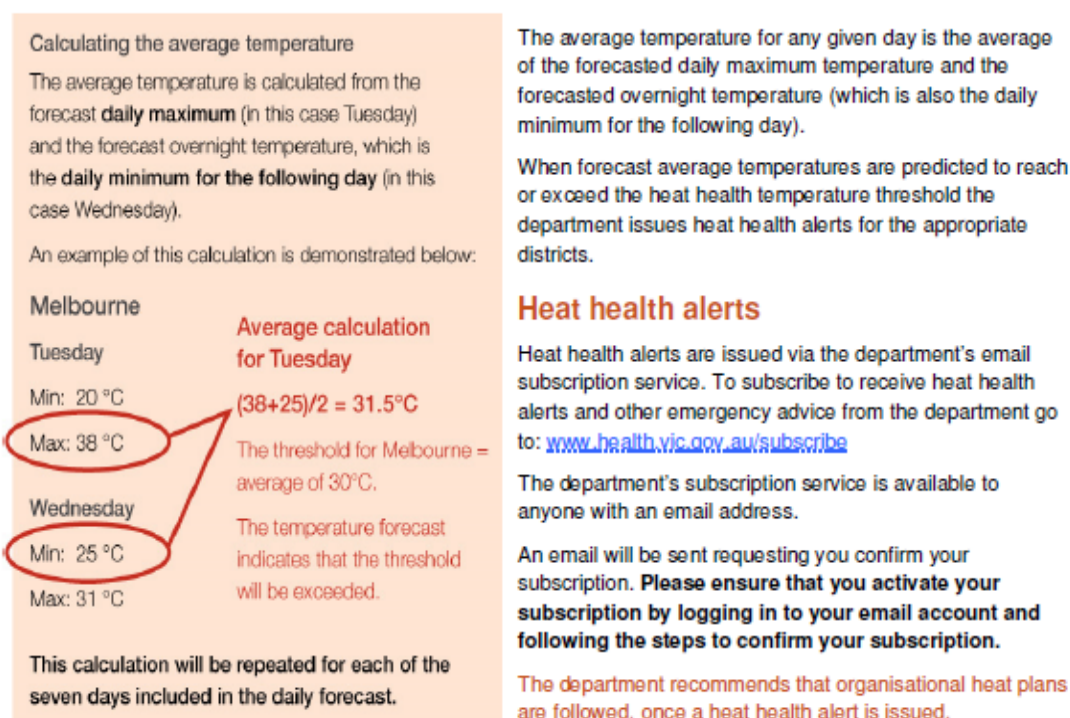 Calculating the average temperature
The average temperature is calculated from the
forecast daily maximum (in this case Tuesday)
and the forecast overnight temperature, which is
the daily minimum for the following day (in this
case Wednesday).
An example of this calculation is demonstrated below:
Melbourne
Tuesday
Min: 20 °C
Max: 38 °C
Wednesday
Min: 25 °C
Max: 31 °C
Average calculation
for Tuesday
(38+25)/2 = 31.5°C
The threshold for Melbourne =
average of 30°C.
The temperature forecast
indicates that the threshold
will be exceeded.
This calculation will be repeated for each of the
seven days included in the daily forecast.
The average temperature for any given day is the average
of the forecasted daily maximum temperature and the
forecasted overnight temperature (which is also the daily
minimum for the following day).
When forecast average temperatures are predicted to reach
or exceed the heat health temperature threshold the
department issues heat health alerts for the appropriate
districts.
Heat health alerts
Heat health alerts are issued via the department's email
subscription service. To subscribe to receive heat health
alerts and other emergency advice from the department go
to: www.health.vic.gov.au/subscribe
The department's subscription service is available to
anyone with an email address.
An email will be sent requesting you confirm your
subscription. Please ensure that you activate your
subscription by logging in to your email account and
following the steps to confirm your subscription.
The department recommends that organisational heat plans
are followed, once a heat health alert is issued.